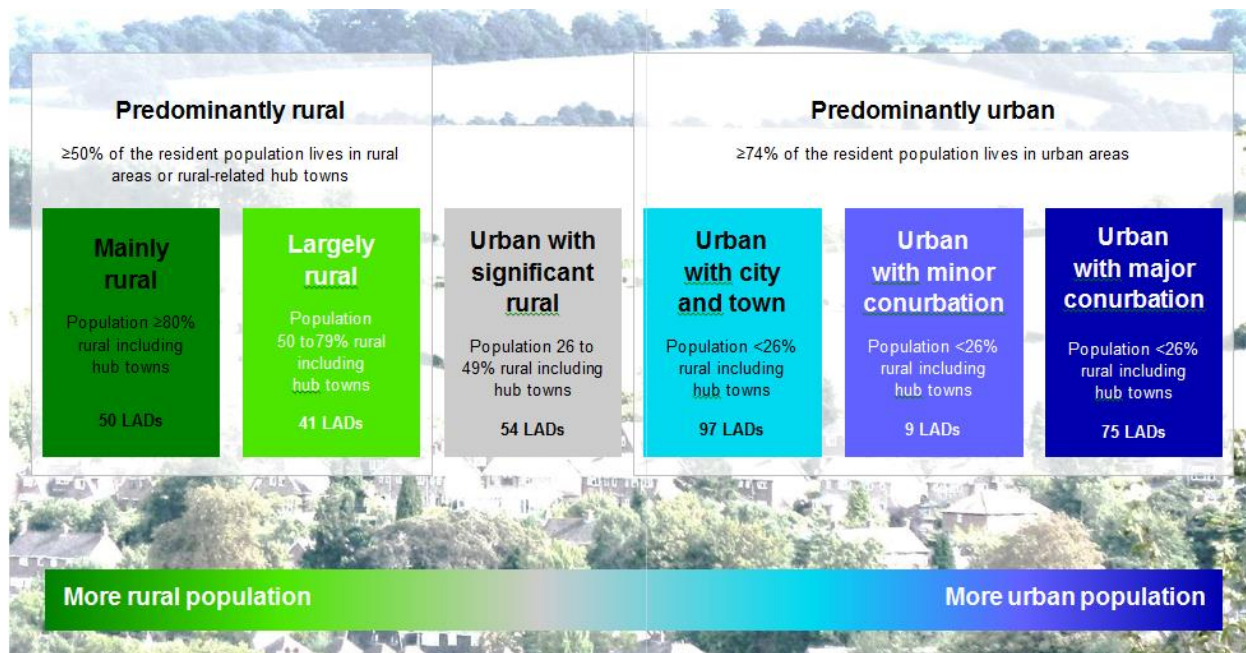 Predominantly rural
≥50% of the resident population lives in rural
areas or rural-related hub towns
Predominantly urban
≥74% of the resident population lives in urban areas
Mainly
rural
Population ≥80%
rural including
hub towns
50 LADs
Largely
rural
Population
50 to79% rural
including
hub towns
41 LADs
Urban with
significant
rural
Population 26 to
49% rural including
hub towns
54 LADs
Urban
with city
and town
Population <26%
rural including
hub towns
97 LADs
Urban
with minor
conurbation
Population <26%
rural including
hub towns
9 LADs
Urban
with major
conurbation
Population <26%
rural including
hub towns
75 LADs
More rural population
More urban population